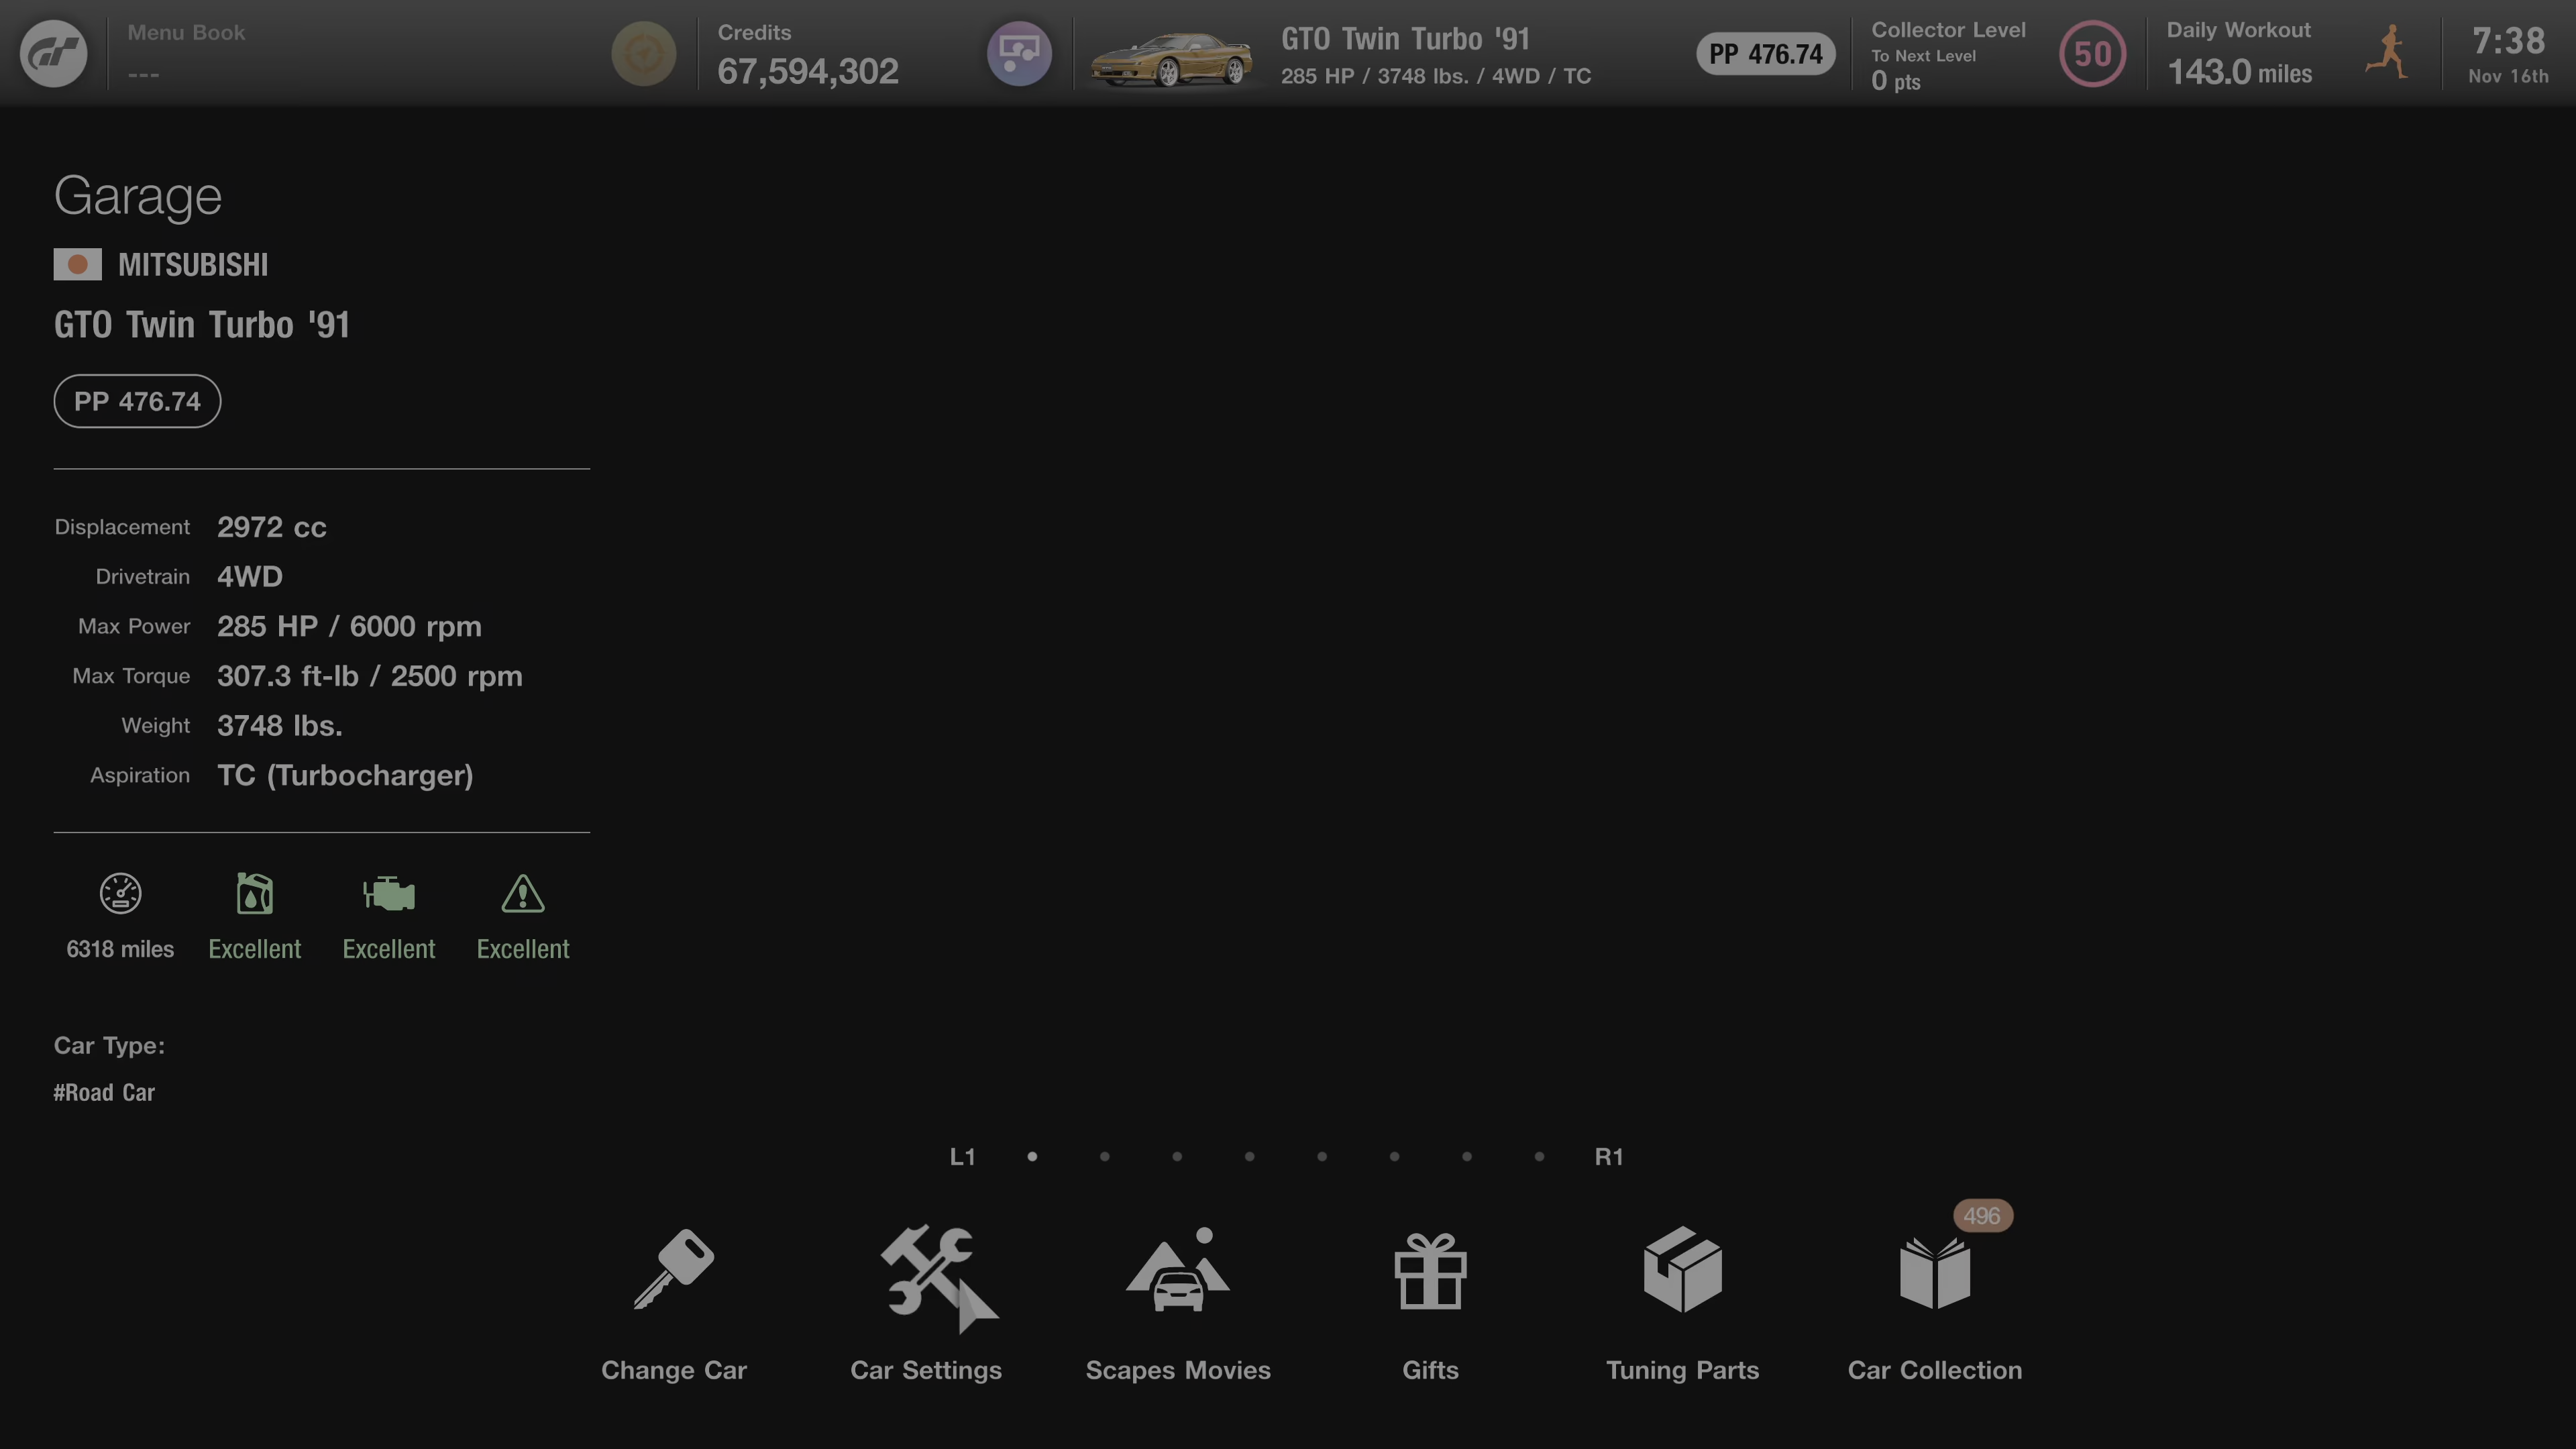 Menu Book
---
Credits
67,594,302
GTO Twin Turbo '91
285 HP / 3748 lbs. / 4WD / TC
PP 476.74
Collector Level
To Next Level
0 pts
50
Daily Workout
143.0 miles
7:38
Nov 16th
Garage
MITSUBISHI
GTO Twin Turbo '91
PP 476.74
Displacement 2972 cc
Drivetrain 4WD
Max Power 285 HP / 6000 rpm
Max Torque 307.3 ft-lb / 2500 rpm
Weight 3748 lbs.
Aspiration TC (Turbocharger)
6318 miles Excellent Excellent Excellent
Car Type:
#Road Car
L1 R1
496
Change Car Car Settings Scapes Movies Gifts Tuning Parts Car Collection